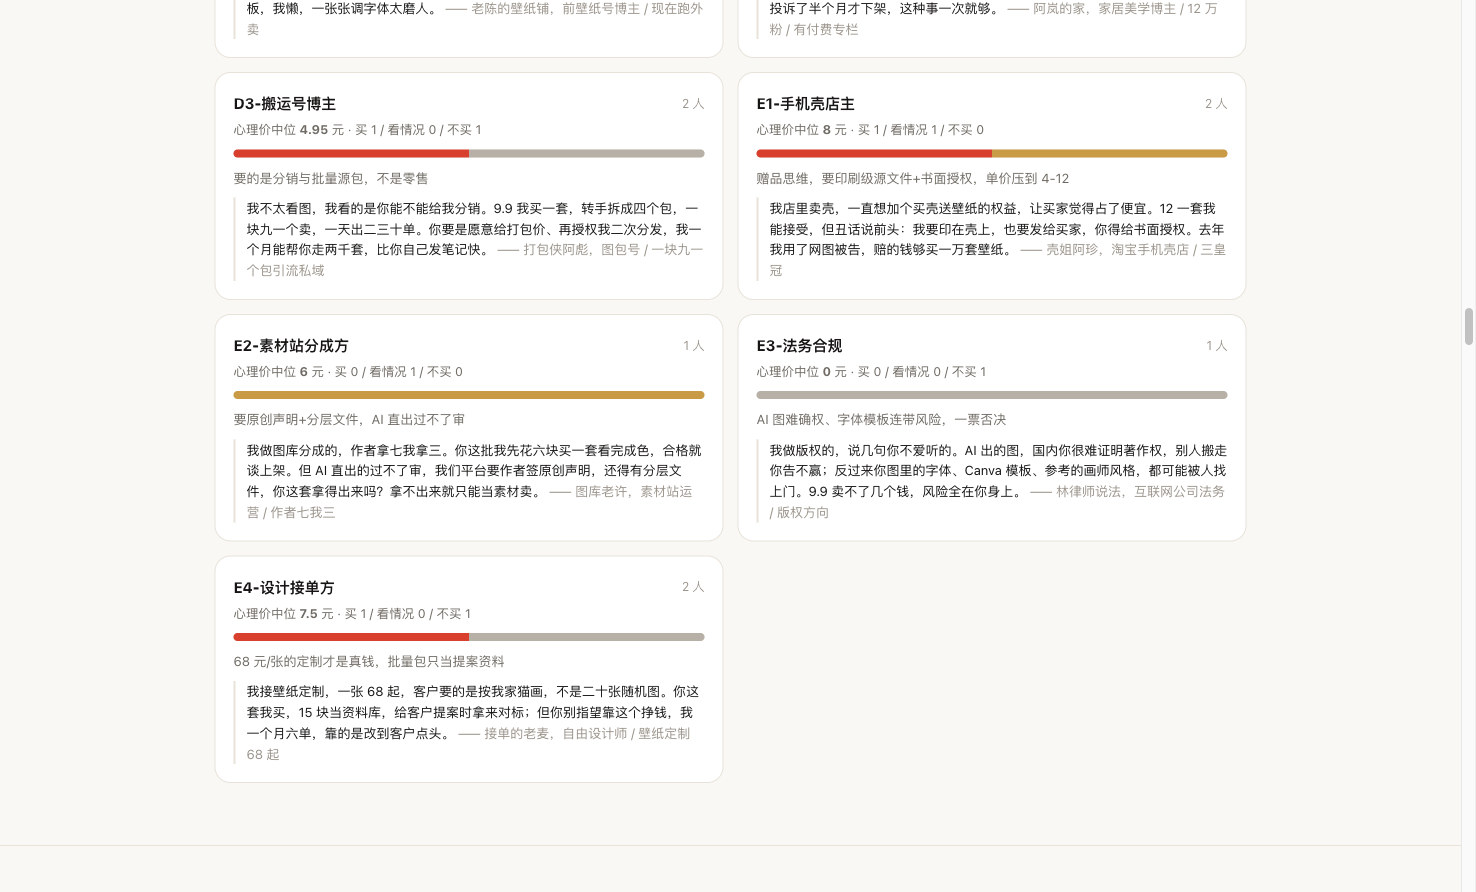 板，我懒，一张张调字体太磨人。 —— 老陈的壁纸铺，前壁纸号博主 / 现在跑外
卖
投诉了半个月才下架，这种事一次就够。 —— 阿岚的家，家居美学博主 / 12 万
粉 / 有付费专栏
D3-搬运号博主
2 人
心理价中位 4.95 元 · 买 1 / 看情况 0 / 不买 1
要的是分销与批量源包，不是零售
我不太看图，我看的是你能不能给我分销。9.9 我买一套，转手拆成四个包，一
块九一个卖，一天出二三十单。你要是愿意给打包价、再授权我二次分发，我一
个月能帮你走两千套，比你自己发笔记快。 —— 打包侠阿彪，图包号 / 一块九一
个包引流私域
E1-手机壳店主
2 人
心理价中位 8 元 · 买 1 / 看情况 1 / 不买 0
赠品思维，要印刷级源文件+书面授权，单价压到 4-12
我店里卖壳，一直想加个买壳送壁纸的权益，让买家觉得占了便宜。12 一套我
能接受，但丑话说前头：我要印在壳上，也要发给买家，你得给书面授权。去年
我用了网图被告，赔的钱够买一万套壁纸。 —— 壳姐阿珍，淘宝手机壳店 / 三皇
冠
E2-素材站分成方
1 人
心理价中位 6 元 · 买 0 / 看情况 1 / 不买 0
要原创声明+分层文件，AI 直出过不了审
我做图库分成的，作者拿七我拿三。你这批我先花六块买一套看完成色，合格就
谈上架。但 AI 直出的过不了审，我们平台要作者签原创声明，还得有分层文
件，你这套拿得出来吗？拿不出来就只能当素材卖。 —— 图库老许，素材站运
营 / 作者七我三
E3-法务合规
1 人
心理价中位 0 元 · 买 0 / 看情况 0 / 不买 1
AI 图难确权、字体模板连带风险，一票否决
我做版权的，说几句你不爱听的。AI 出的图，国内你很难证明著作权，别人搬走
你告不赢；反过来你图里的字体、Canva 模板、参考的画师风格，都可能被人找
上门。9.9 卖不了几个钱，风险全在你身上。 —— 林律师说法，互联网公司法务
/ 版权方向
E4-设计接单方
2 人
心理价中位 7.5 元 · 买 1 / 看情况 0 / 不买 1
68 元/张的定制才是真钱，批量包只当提案资料
我接壁纸定制，一张 68 起，客户要的是按我家猫画，不是二十张随机图。你这
套我买，15 块当资料库，给客户提案时拿来对标；但你别指望靠这个挣钱，我
一个月六单，靠的是改到客户点头。 —— 接单的老麦，自由设计师 / 壁纸定制
68 起